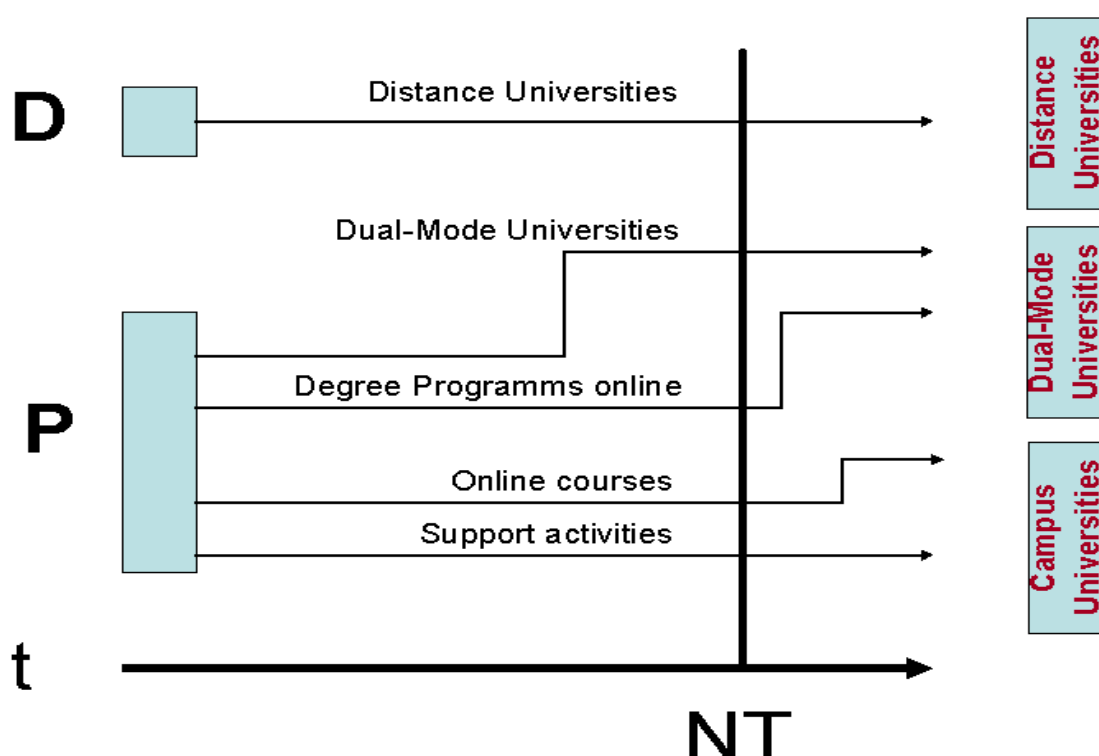 D
Distance Universities
Dual-Mode Universities
P
Degree Programms online
Online courses
Support activities
t
NT
Distance
Universities
Dual-Mode
Universities
Campus
Universities